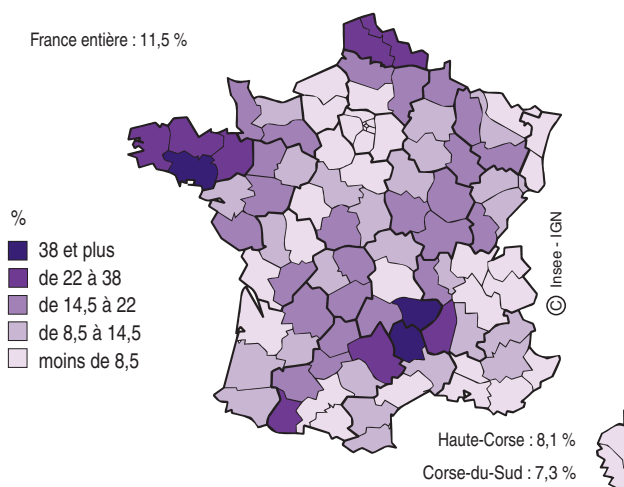 France entière : 11,5 %
%
38 et plus
de 22 à 38
de 14,5 à 22
de 8,5 à 14,5
moins de 8,5
© Insee - IGN
Haute-Corse : 8,1 %
Corse-du-Sud : 7,3 %